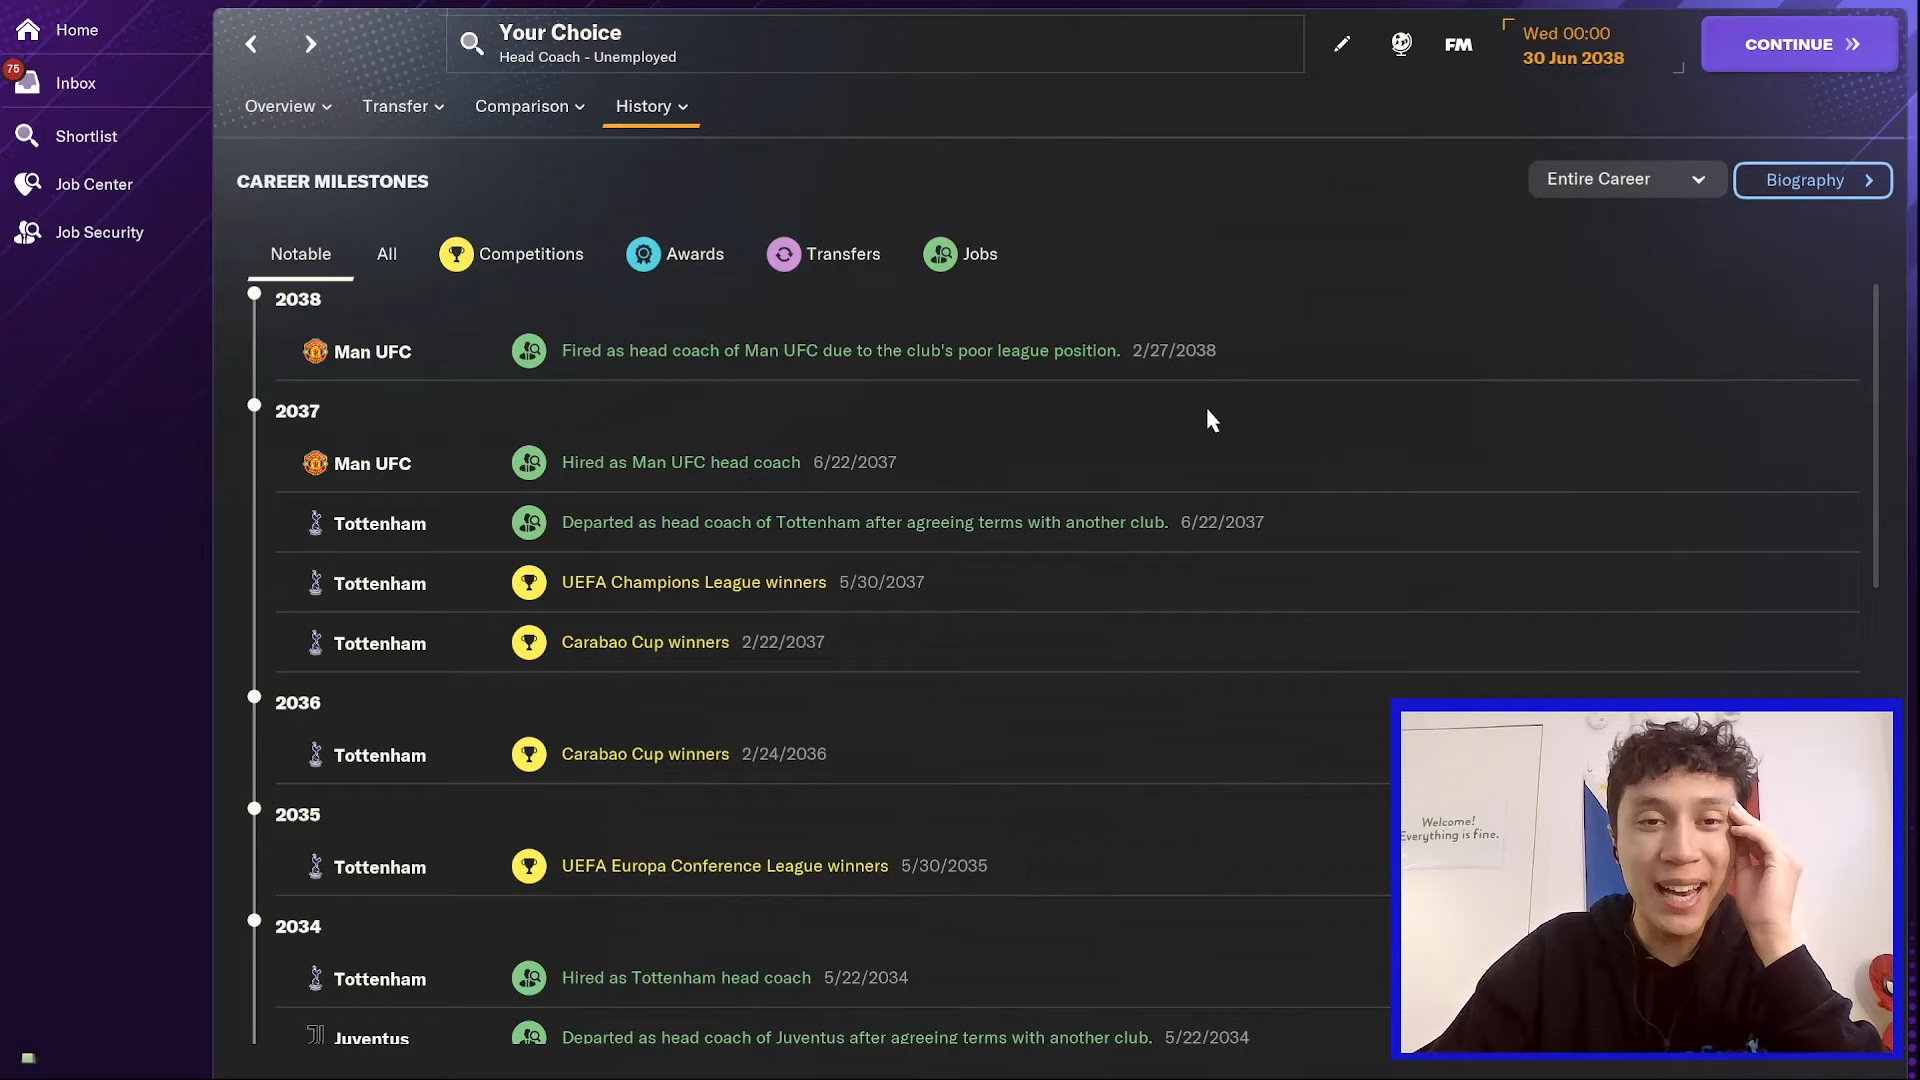 Home
75
Inbox
Shortlist
Job Center
Job Security
Your Choice
Head Coach - Unemployed
FM
Wed 00:00
30 Jun 2038
CONTINUE
Overview
Transfer
Comparison
History
CAREER MILESTONES
Entire Career
Biography
Notable
All
Competitions
Awards
Transfers
Jobs
2038
Man UFC
Fired as head coach of Man UFC due to the club's poor league position. 2/27/2038
2037
Man UFC
Hired as Man UFC head coach 6/22/2037
Tottenham
Departed as head coach of Tottenham after agreeing terms with another club. 6/22/2037
Tottenham
UEFA Champions League winners 5/30/2037
Tottenham
Carabao Cup winners 2/22/2037
2036
Tottenham
Carabao Cup winners 2/24/2036
2035
Tottenham
UEFA Europa Conference League winners 5/30/2035
2034
Tottenham
Hired as Tottenham head coach 5/22/2034
Juventus
Departed as head coach of Juventus after agreeing terms with another club. 5/22/2034
Welcome!
Everything is fine.